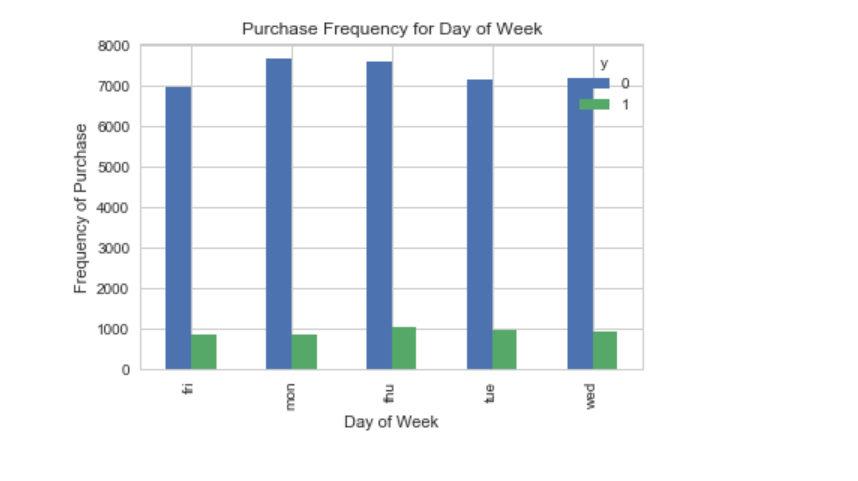 Purchase Frequency for Day of Week
8000
7000
6000
5000
4000
3000
2000
1000
0
Frequency of Purchase
y
0
1
fri
mon
thu
tue
wed
Day of Week